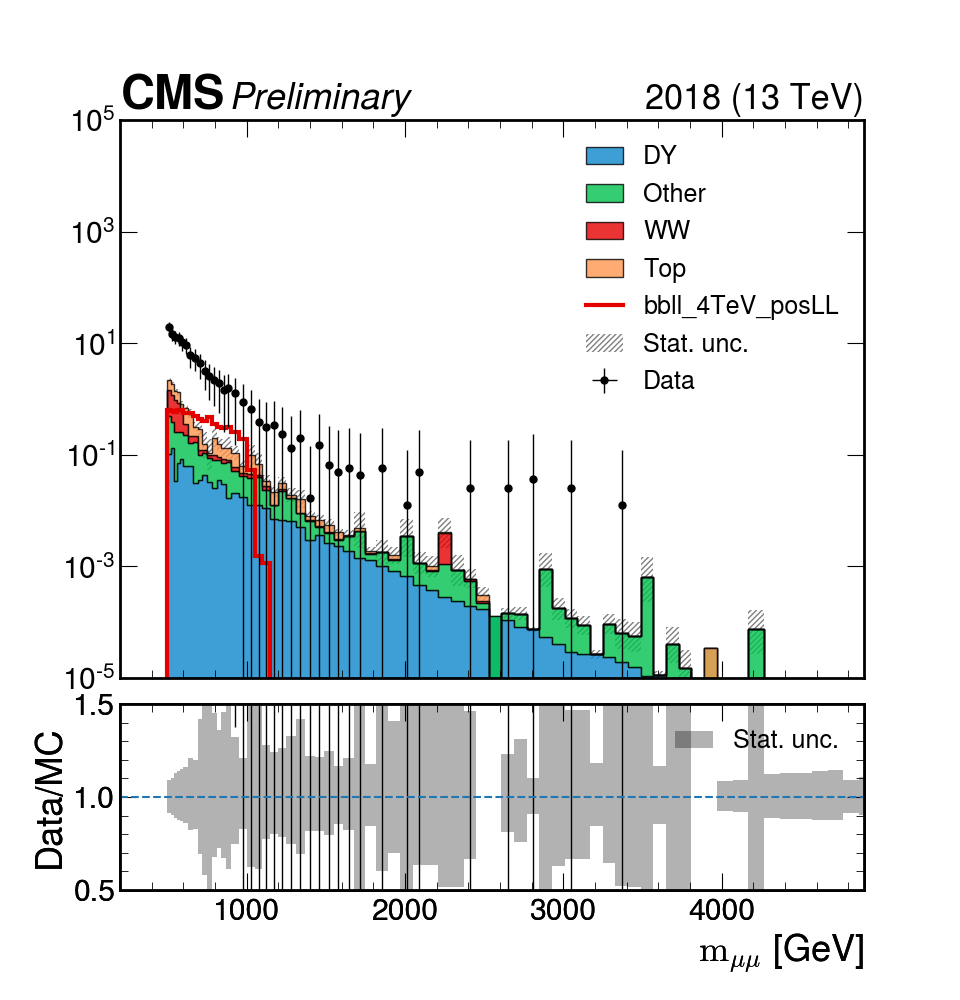 CMS Preliminary 2018 (13 TeV)
10^5
10^3
10^1
10^-1
10^-3
10^-5
DY
Other
WW
Top
bbll_4TeV_posLL
Stat. unc.
Data
Data/MC
1.5
1.0
0.5
Stat. unc.
1000 2000 3000 4000
m_μμ [GeV]